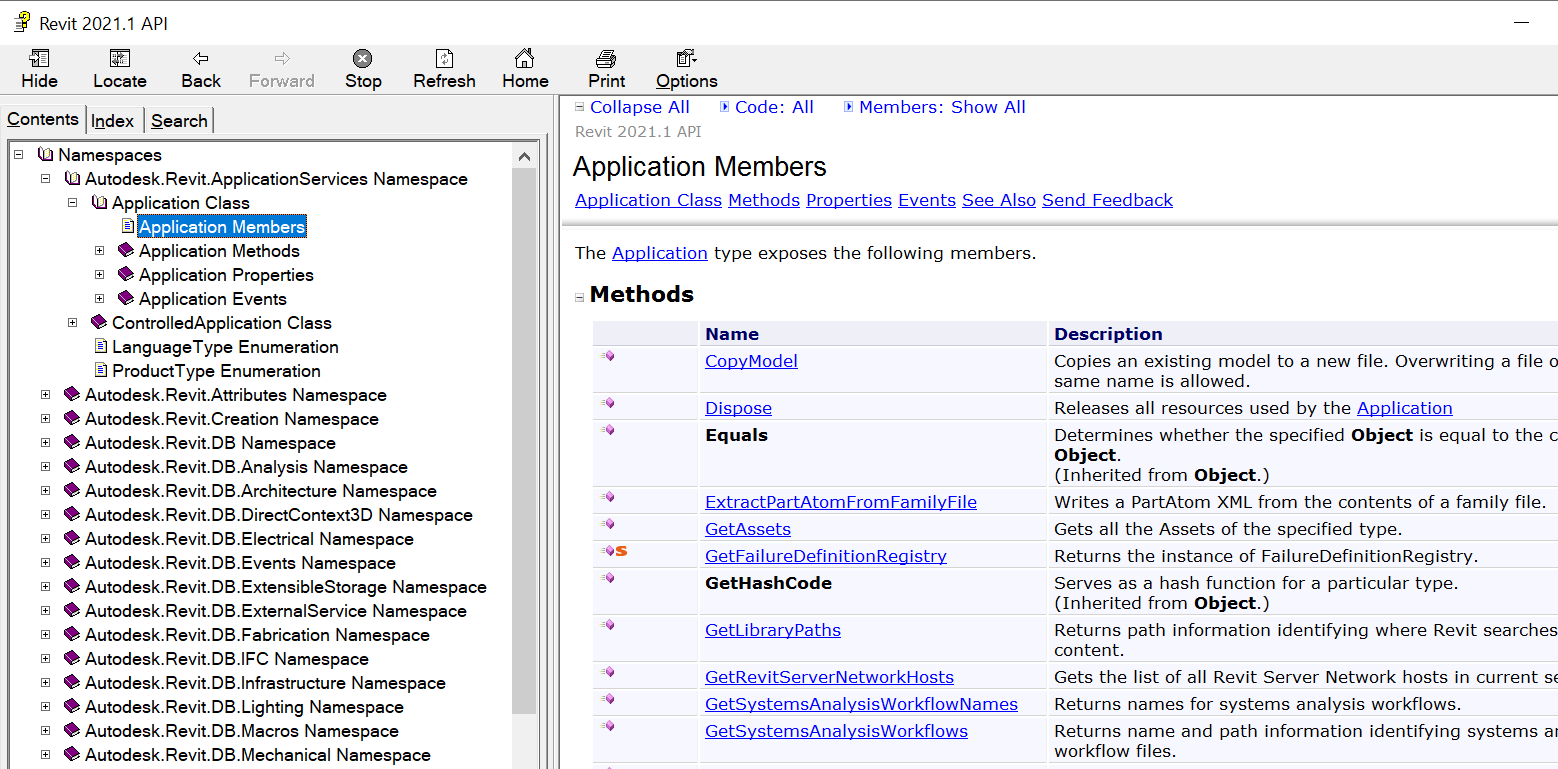 Revit 2021.1 API
Hide Locate Back Forward Stop Refresh Home Print Options
Contents Index Search
Namespaces
Autodesk.Revit.ApplicationServices Namespace
Application Class
Application Members
Application Methods
Application Properties
Application Events
ControlledApplication Class
LanguageType Enumeration
ProductType Enumeration
Autodesk.Revit.Attributes Namespace
Autodesk.Revit.Creation Namespace
Autodesk.Revit.DB Namespace
Autodesk.Revit.DB.Analysis Namespace
Autodesk.Revit.DB.Architecture Namespace
Autodesk.Revit.DB.DirectContext3D Namespace
Autodesk.Revit.DB.Electrical Namespace
Autodesk.Revit.DB.Events Namespace
Autodesk.Revit.DB.ExtensibleStorage Namespace
Autodesk.Revit.DB.ExternalService Namespace
Autodesk.Revit.DB.Fabrication Namespace
Autodesk.Revit.DB.IFC Namespace
Autodesk.Revit.DB.Infrastructure Namespace
Autodesk.Revit.DB.Lighting Namespace
Autodesk.Revit.DB.Macros Namespace
Autodesk.Revit.DB.Mechanical Namespace
Collapse All Code: All Members: Show All
Revit 2021.1 API
Application Members
Application Class Methods Properties Events See Also Send Feedback
The Application type exposes the following members.
Methods
Name Description
CopyModel Copies an existing model to a new file. Overwriting a file o
same name is allowed.
Dispose Releases all resources used by the Application
Equals Determines whether the specified Object is equal to the c
Object.
(Inherited from Object.)
ExtractPartAtomFromFamilyFile Writes a PartAtom XML from the contents of a family file.
GetAssets Gets all the Assets of the specified type.
S GetFailureDefinitionRegistry Returns the instance of FailureDefinitionRegistry.
GetHashCode Serves as a hash function for a particular type.
(Inherited from Object.)
GetLibraryPaths Returns path information identifying where Revit searches
content.
GetRevitServerNetworkHosts Gets the list of all Revit Server Network hosts in current se
GetSystemsAnalysisWorkflowNames Returns names for systems analysis workflows.
GetSystemsAnalysisWorkflows Returns name and path information identifying systems a
workflow files.